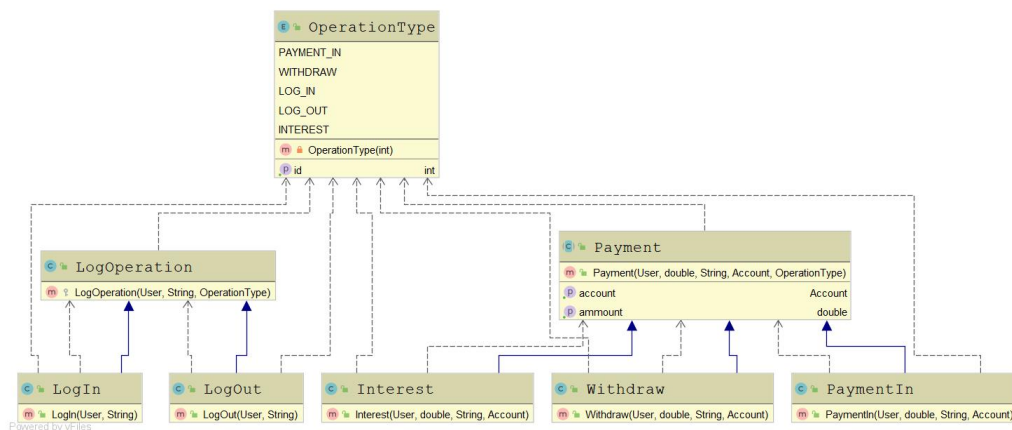 E OperationType
PAYMENT_IN
WITHDRAW
LOG_IN
LOG_OUT
INTEREST
m OperationType(int)
p id int
C LogOperation
m LogOperation(User, String, OperationType)
C Payment
m Payment(User, double, String, Account, OperationType)
p account Account
p ammount double
C LogIn
m LogIn(User, String)
C LogOut
m LogOut(User, String)
C Interest
m Interest(User, double, String, Account)
C Withdraw
m Withdraw(User, double, String, Account)
C PaymentIn
m PaymentIn(User, double, String, Account)
Powered by yFiles